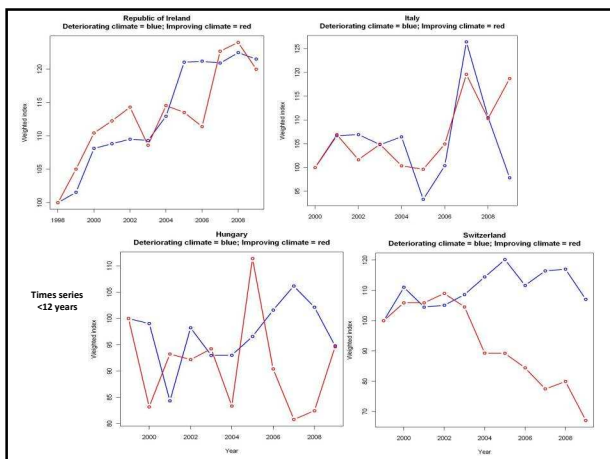 Republic of Ireland
Deteriorating climate = blue; Improving climate = red
Weighted index
120
115
110
105
100
1998
2000
2002
2004
2006
2008
Italy
Deteriorating climate = blue; Improving climate = red
Weighted index
125
120
115
110
105
100
95
2000
2002
2004
2006
2008
Times series
<12 years
Hungary
Deteriorating climate = blue; Improving climate = red
Weighted index
110
105
100
95
90
85
80
2000
2002
2004
2006
2008
Year
Switzerland
Deteriorating climate = blue; Improving climate = red
Weighted index
120
110
100
90
80
70
2000
2002
2004
2006
2008
Year